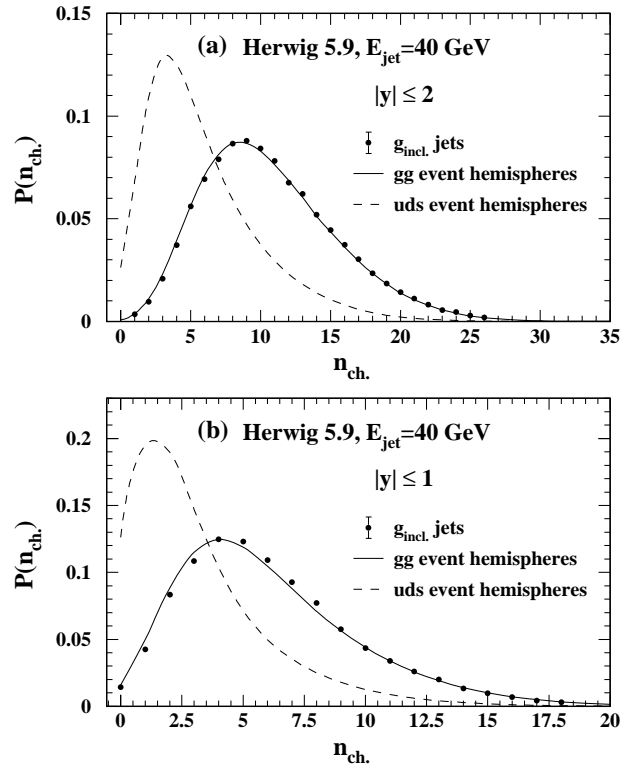 (a) Herwig 5.9, E_jet=40 GeV
|y| ≤ 2
g_incl. jets
gg event hemispheres
uds event hemispheres
P(n_ch.)
0.15
0.1
0.05
0
0 5 10 15 20 25 30 35
n_ch.
(b) Herwig 5.9, E_jet=40 GeV
|y| ≤ 1
g_incl. jets
gg event hemispheres
uds event hemispheres
P(n_ch.)
0.2
0.15
0.1
0.05
0
0 2.5 5 7.5 10 12.5 15 17.5 20
n_ch.